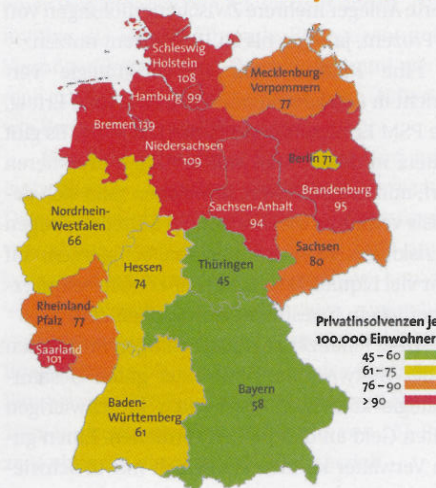 Schleswig
Holstein
108
Mecklenburg-
Vorpommern
77
Hamburg 99
Bremen 139
Niedersachsen
109
Berlin 71
Brandenburg
95
Sachsen-Anhalt
94
Nordrhein-
Westfalen
66
Sachsen
80
Hessen
74
Thüringen
45
Rheinland-
Pfalz 77
Saarland
101
Baden-
Württemberg
61
Bayern
58
Privatinsolvenzen je
100.000 Einwohner
45–60
61–75
76–90
>90